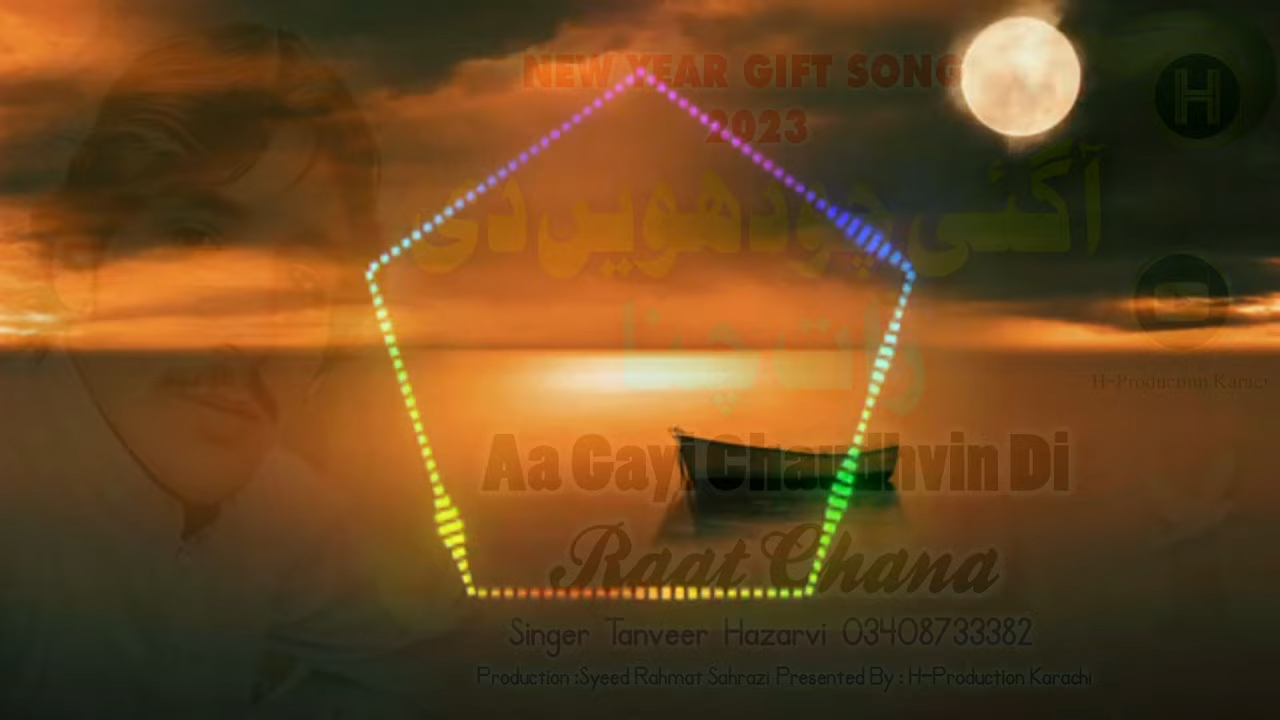 NEW YEAR GIFT SONG
2023
H
آگئی چودھویں دی
رات چنا
H-Production Karachi
Aa Gayi Chaudhvin Di
Raat Chana
Singer Tanveer Hazarvi 03408733382
Production :Syeed Rahmat Sahrazi Presented By : H-Production Karachi